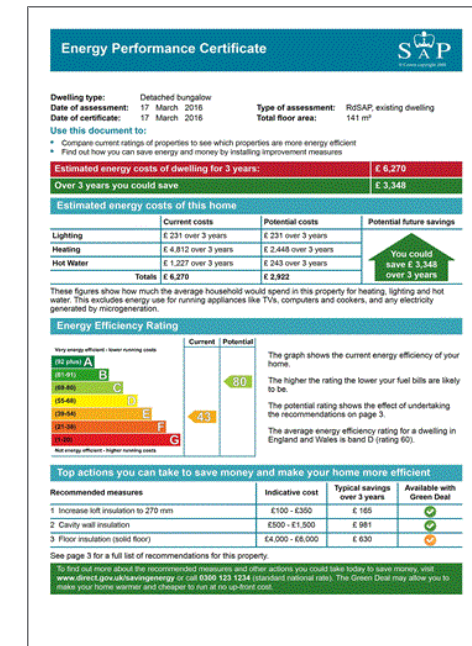 Energy Performance Certificate
SAP
© Crown copyright 2009
Dwelling type: Detached bungalow
Date of assessment: 17 March 2016 Type of assessment: RdSAP, existing dwelling
Date of certificate: 17 March 2016 Total floor area: 141 m²
Use this document to:
• Compare current ratings of properties to see which properties are more energy efficient
• Find out how you can save energy and money by installing improvement measures
Estimated energy costs of dwelling for 3 years: £ 6,270
Over 3 years you could save £ 3,348
Estimated energy costs of this home
Current costs Potential costs Potential future savings
Lighting £ 231 over 3 years £ 231 over 3 years
Heating £ 4,812 over 3 years £ 2,448 over 3 years
Hot Water £ 1,227 over 3 years £ 243 over 3 years
Totals £ 6,270 £ 2,922
You could
save £ 3,348
over 3 years
These figures show how much the average household would spend in this property for heating, lighting and hot
water. This excludes energy use for running appliances like TVs, computers and cookers, and any electricity
generated by microgeneration.
Energy Efficiency Rating
Current Potential
Very energy efficient - lower running costs
(92 plus) A
(81-91) B
(69-80) C
(55-68) D
(39-54) E
(21-38) F
(1-20) G
Not energy efficient - higher running costs
43
80
The graph shows the current energy efficiency of your
home.
The higher the rating the lower your fuel bills are likely
to be.
The potential rating shows the effect of undertaking
the recommendations on page 3.
The average energy efficiency rating for a dwelling in
England and Wales is band D (rating 60).
Top actions you can take to save money and make your home more efficient
Recommended measures Indicative cost Typical savings over 3 years Available with Green Deal
1 Increase loft insulation to 270 mm £100 - £350 £ 165
2 Cavity wall insulation £500 - £1,500 £ 981
3 Floor insulation (solid floor) £4,000 - £6,000 £ 630
See page 3 for a full list of recommendations for this property.
To find out more about the recommended measures and other actions you could take today to save money, visit
www.direct.gov.uk/savingenergy or call 0300 123 1234 (standard national rate). The Green Deal may allow you to
make your home warmer and cheaper to run at no up-front cost.